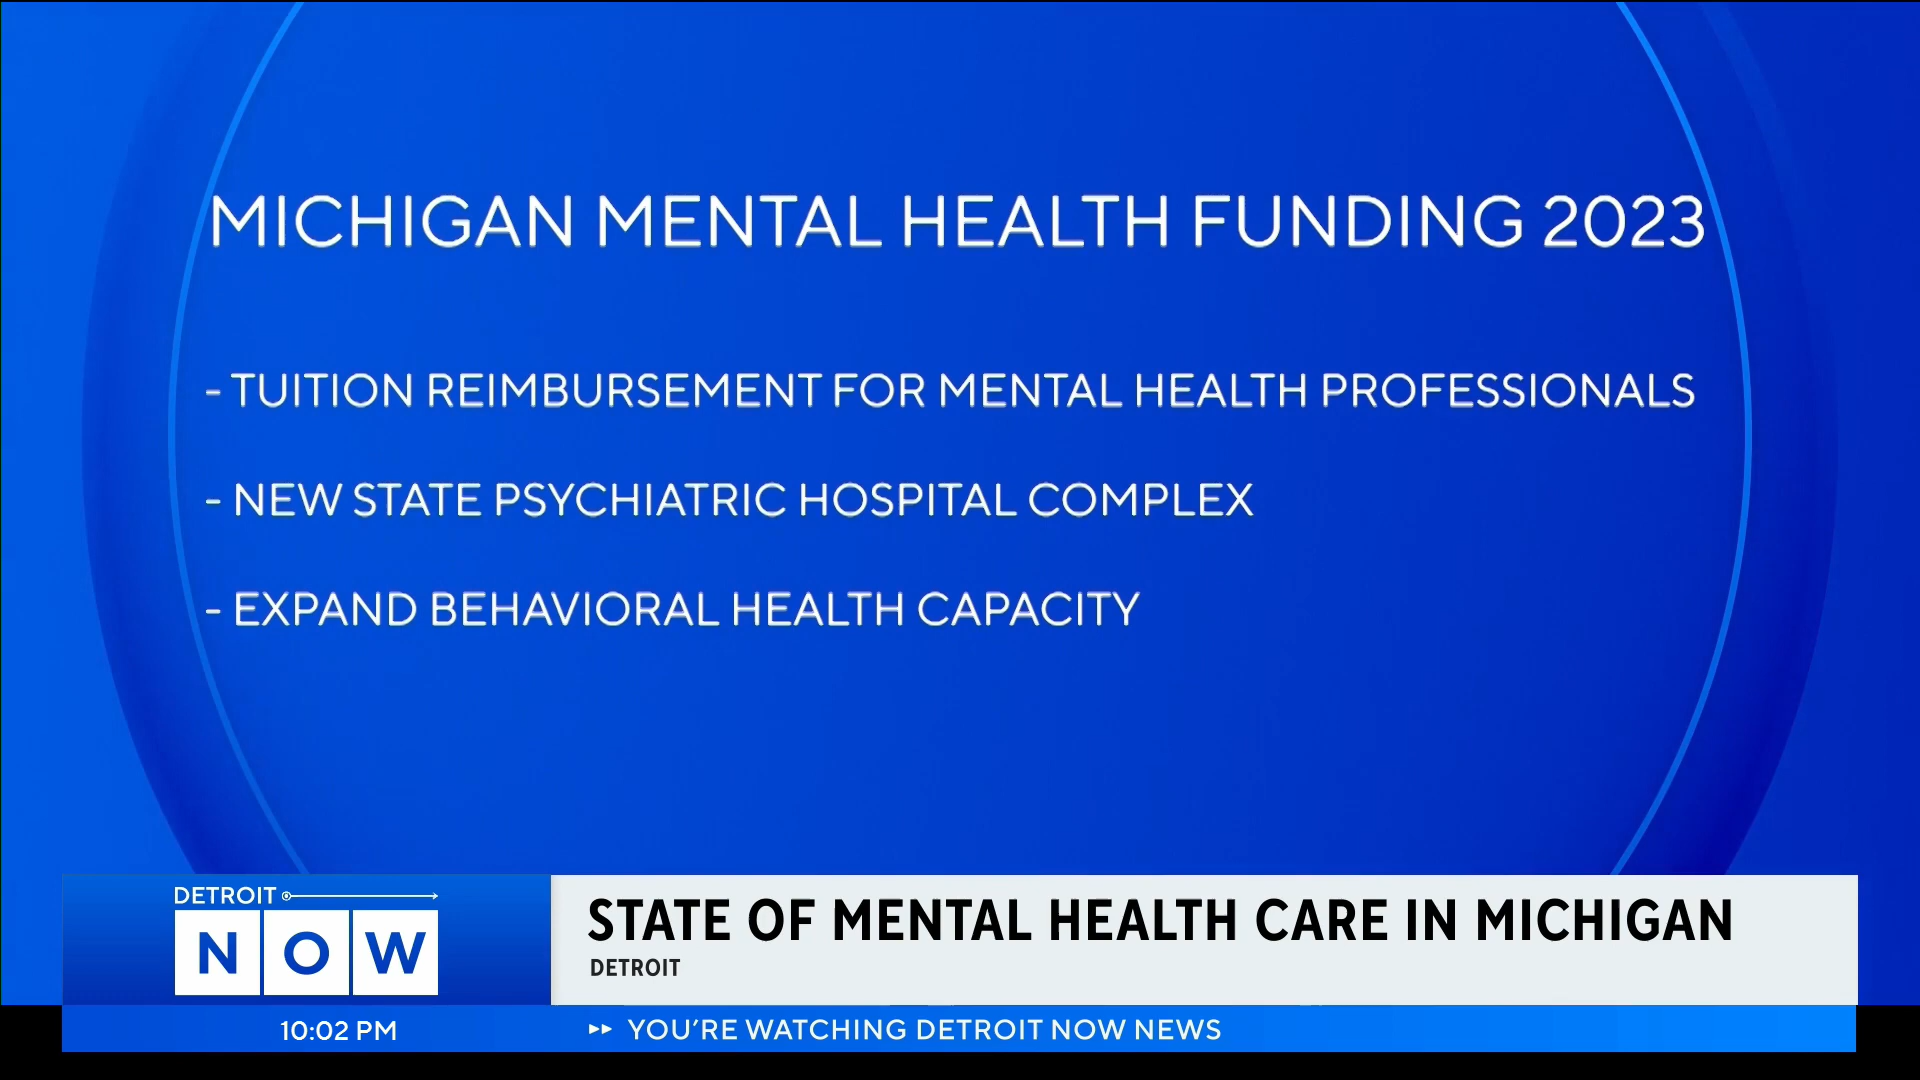 MICHIGAN MENTAL HEALTH FUNDING 2023
- TUITION REIMBURSEMENT FOR MENTAL HEALTH PROFESSIONALS
- NEW STATE PSYCHIATRIC HOSPITAL COMPLEX
- EXPAND BEHAVIORAL HEALTH CAPACITY
DETROIT
NOW
STATE OF MENTAL HEALTH CARE IN MICHIGAN
DETROIT
10:02 PM
YOU'RE WATCHING DETROIT NOW NEWS